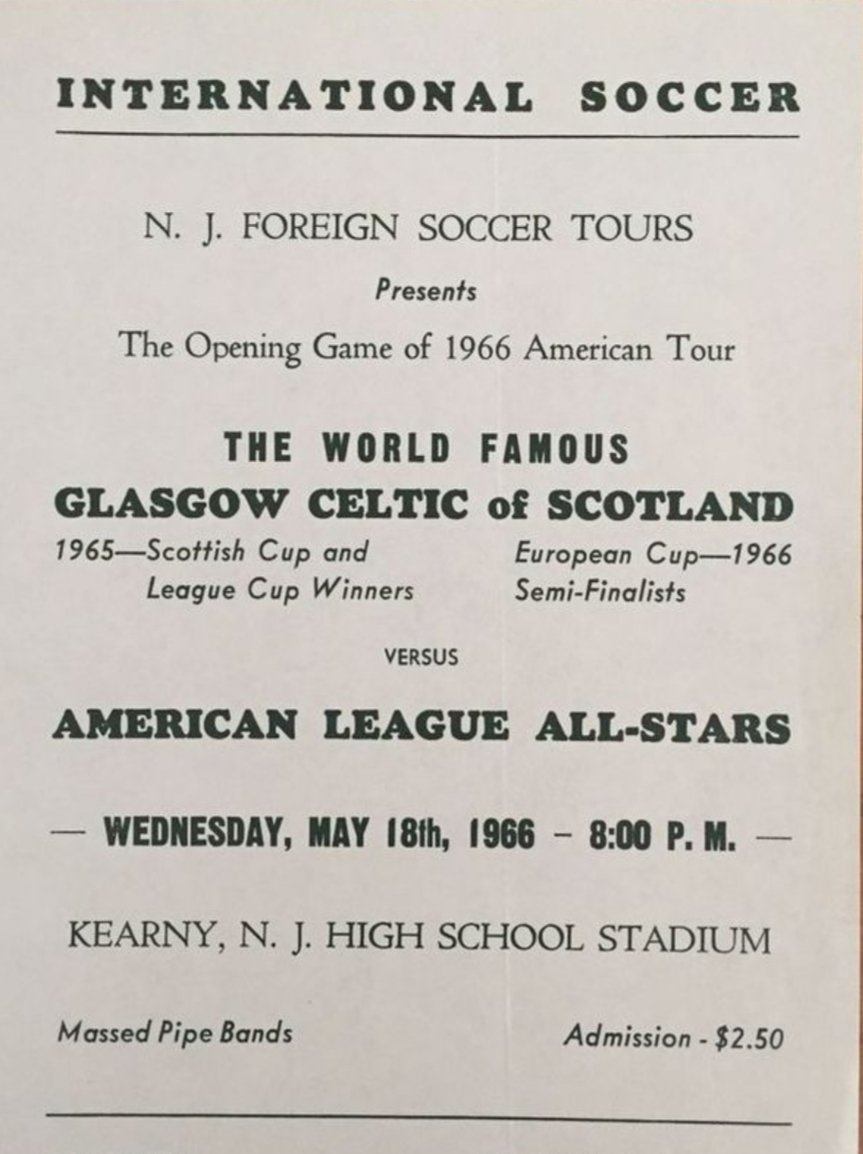 INTERNATIONAL SOCCER
N. J. FOREIGN SOCCER TOURS
Presents
The Opening Game of 1966 American Tour
THE WORLD FAMOUS
GLASGOW CELTIC of SCOTLAND
1965—Scottish Cup and
League Cup Winners
European Cup—1966
Semi-Finalists
VERSUS
AMERICAN LEAGUE ALL-STARS
— WEDNESDAY, MAY 18th, 1966 – 8:00 P. M. —
KEARNY, N. J. HIGH SCHOOL STADIUM
Massed Pipe Bands
Admission - $2.50